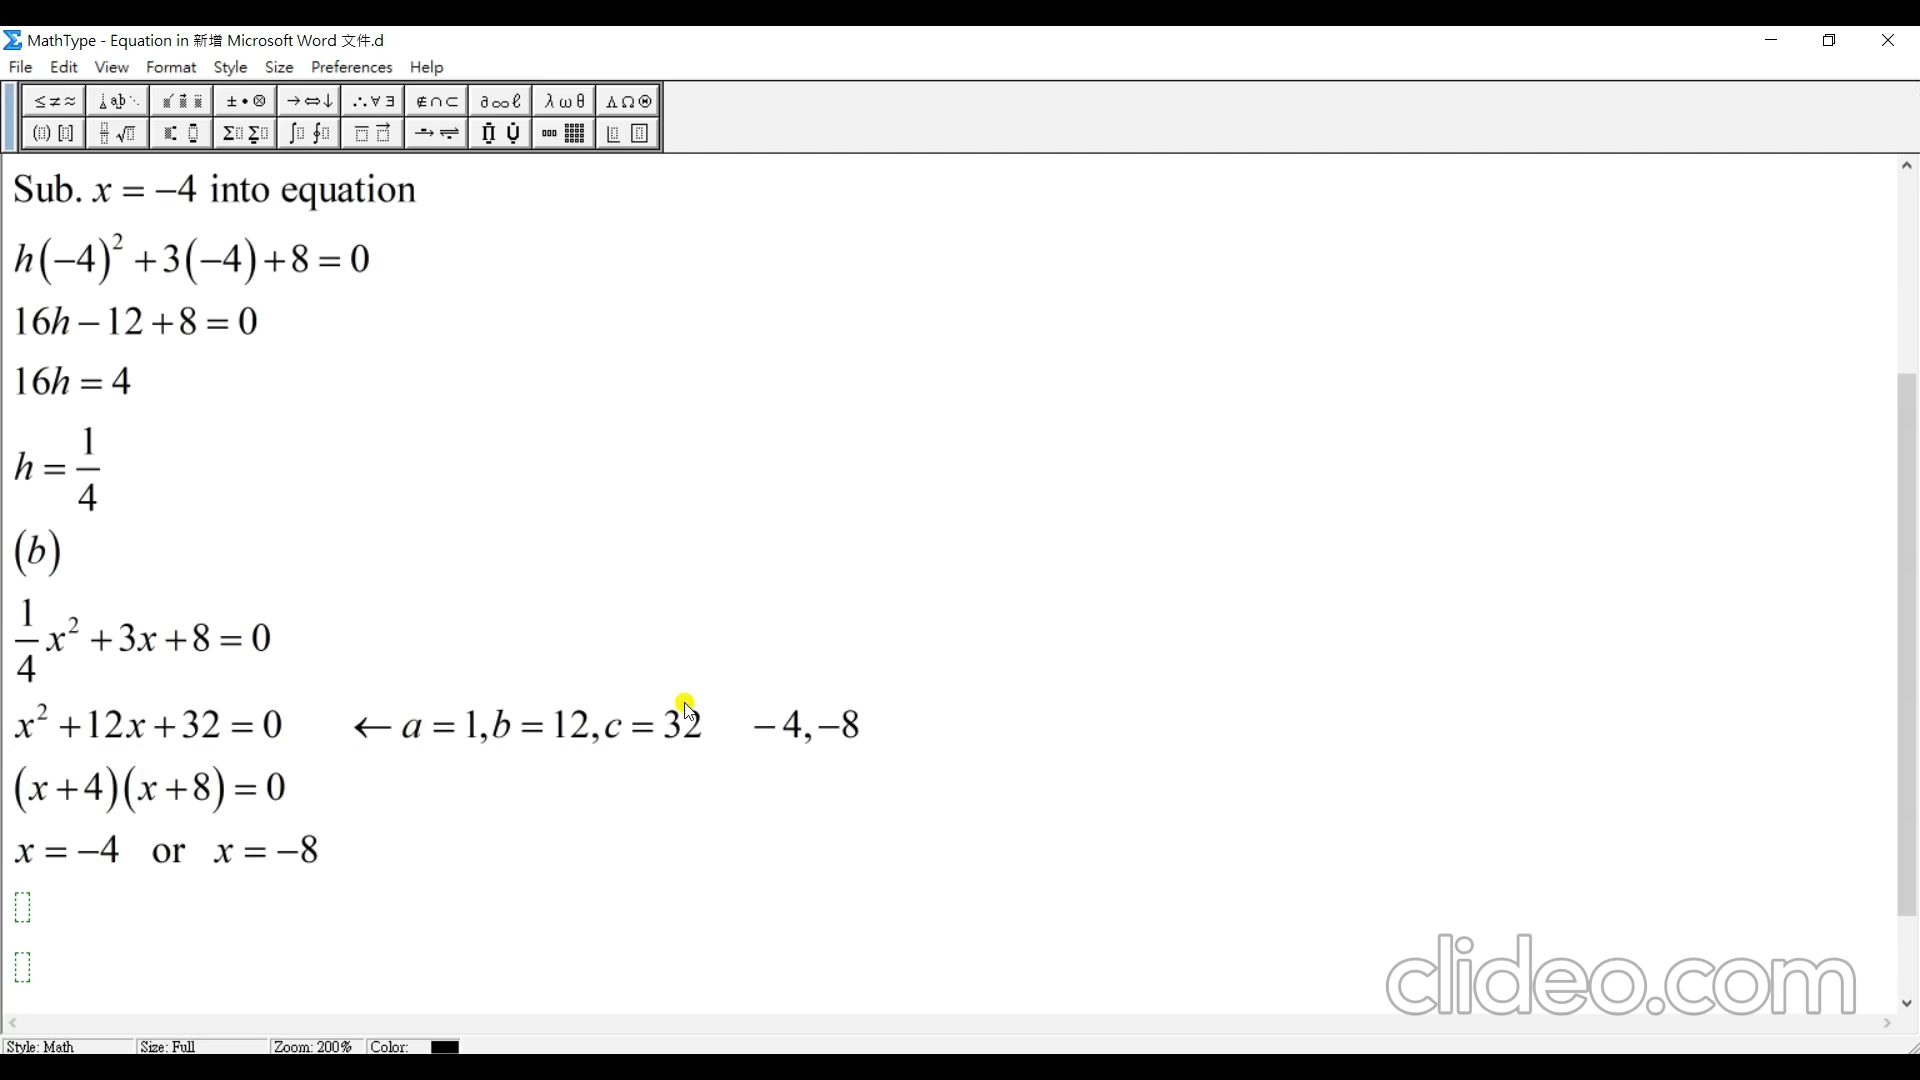 MathType - Equation in 新增 Microsoft Word 文件.d
File Edit View Format Style Size Preferences Help
≤≠≈ ab ±•⊗ →⇔↓ ∴∀∃ ∉∩⊂ ∂∞ℓ λωθ ΛΩ⊛
Sub. x = −4 into equation
h(−4)² + 3(−4) + 8 = 0
16h − 12 + 8 = 0
16h = 4
h = 1/4
(b)
1/4 x² + 3x + 8 = 0
x² + 12x + 32 = 0 ← a = 1, b = 12, c = 32 −4, −8
(x + 4)(x + 8) = 0
x = −4 or x = −8
clideo.com
Style: Math Size: Full Zoom: 200% Color: